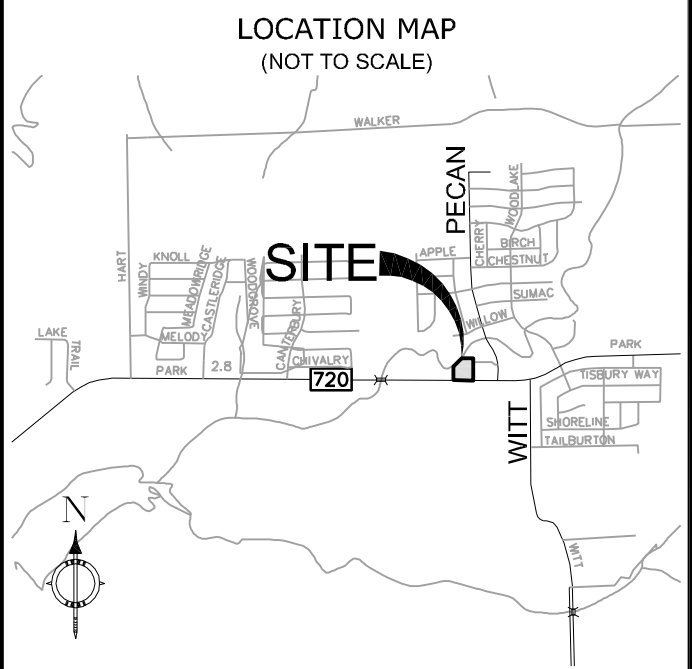 LOCATION MAP
(NOT TO SCALE)
WALKER
PECAN
WOODLAKE
CHERRY
BIRCH
CHESTNUT
APPLE
SITE
HART
KNOLL
WINDY
MEADOWRIDGE
CASTLERIDGE
WOODGROVE
CANTERBURY
SUMAC
WILLOW
LAKE
TRAIL
MELODY
PARK
2.8
CHIVALRY
720
PARK
TISBURY WAY
WITT
SHORELINE
TAILBURTON
N
WITT